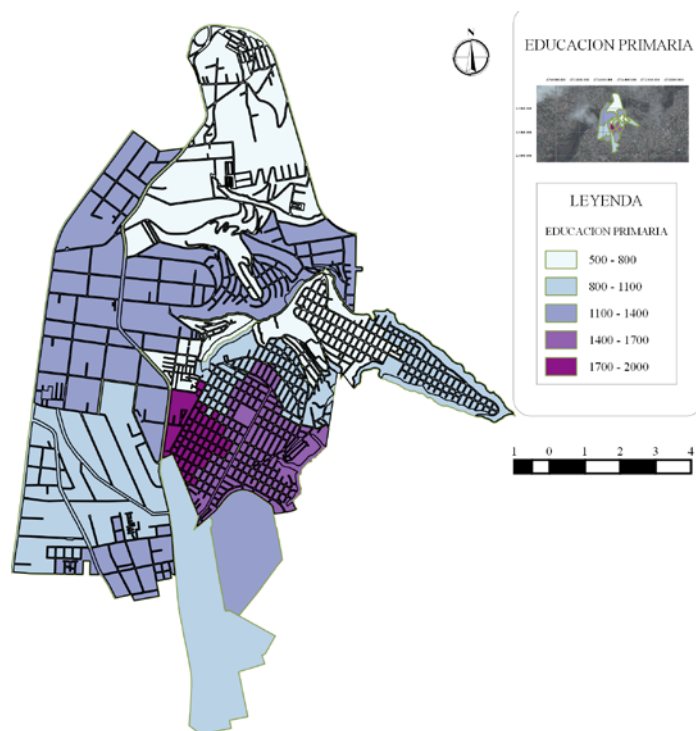 N
EDUCACION PRIMARIA
LEYENDA
EDUCACION PRIMARIA
500 - 800
800 - 1100
1100 - 1400
1400 - 1700
1700 - 2000
1 0 1 2 3 4